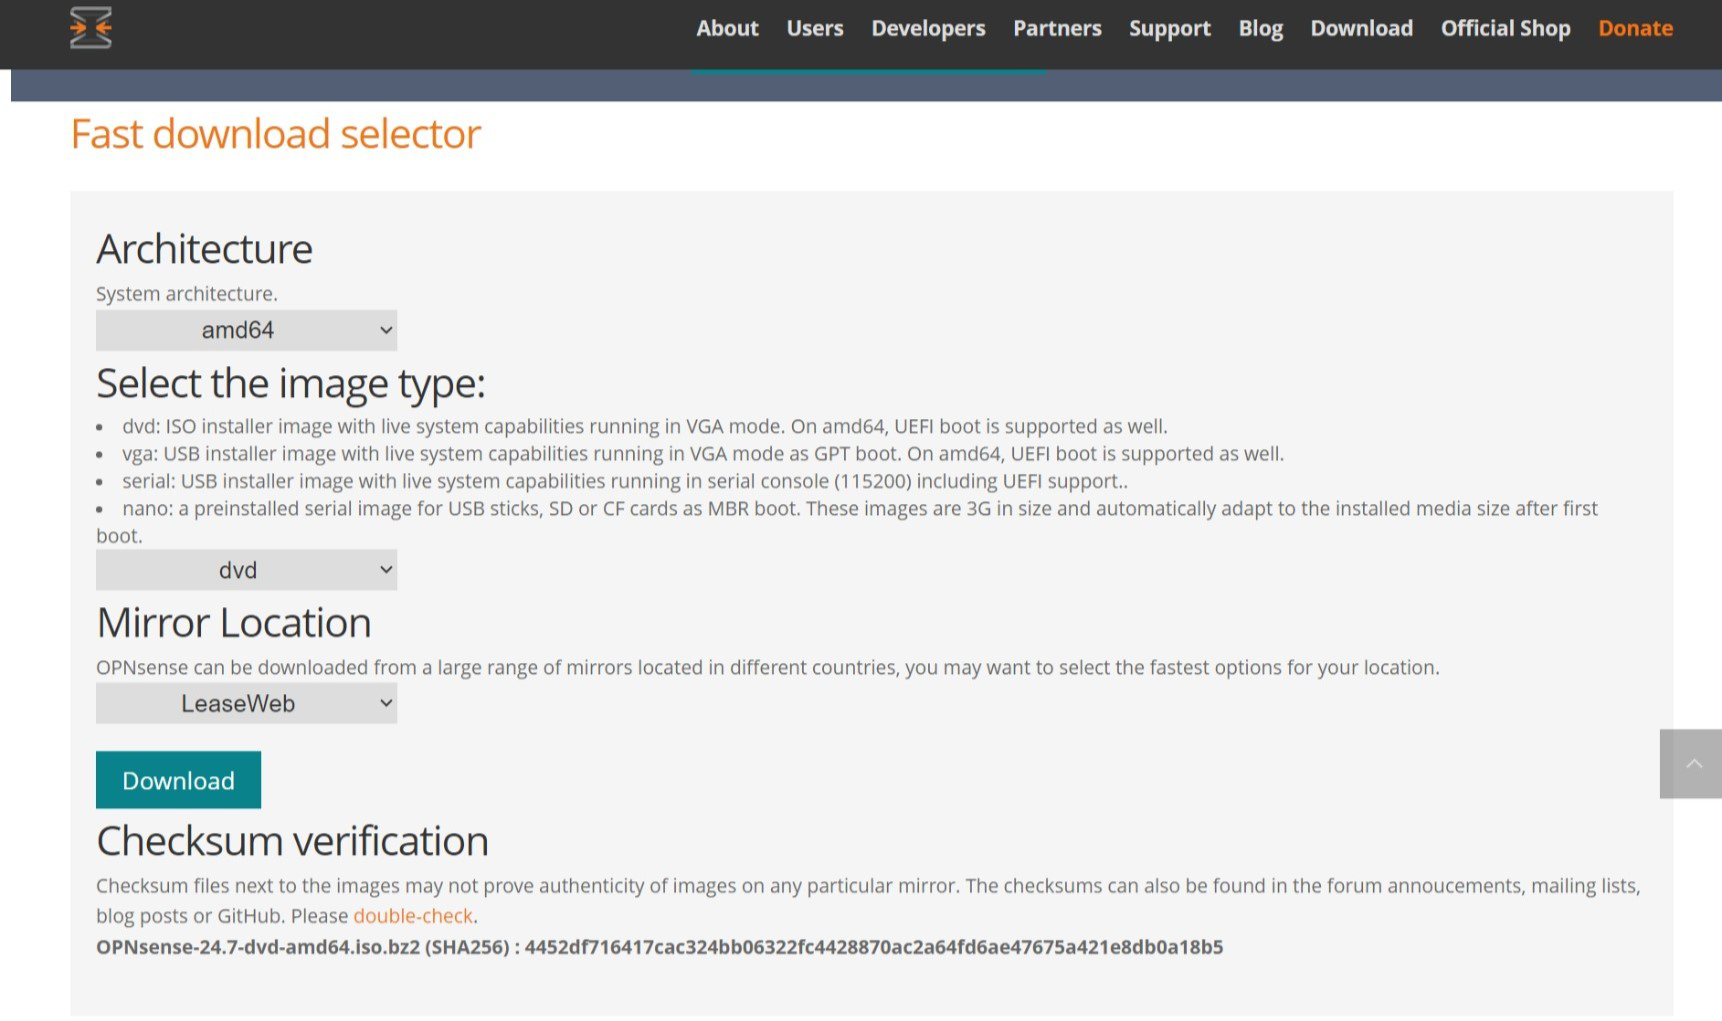 About Users Developers Partners Support Blog Download Official Shop Donate
Fast download selector
Architecture
System architecture.
amd64
Select the image type:
• dvd: ISO installer image with live system capabilities running in VGA mode. On amd64, UEFI boot is supported as well.
• vga: USB installer image with live system capabilities running in VGA mode as GPT boot. On amd64, UEFI boot is supported as well.
• serial: USB installer image with live system capabilities running in serial console (115200) including UEFI support..
• nano: a preinstalled serial image for USB sticks, SD or CF cards as MBR boot. These images are 3G in size and automatically adapt to the installed media size after first
boot.
dvd
Mirror Location
OPNsense can be downloaded from a large range of mirrors located in different countries, you may want to select the fastest options for your location.
LeaseWeb
Download
Checksum verification
Checksum files next to the images may not prove authenticity of images on any particular mirror. The checksums can also be found in the forum annoucements, mailing lists,
blog posts or GitHub. Please double-check.
OPNsense-24.7-dvd-amd64.iso.bz2 (SHA256) : 4452df716417cac324bb06322fc4428870ac2a64fd6ae47675a421e8db0a18b5